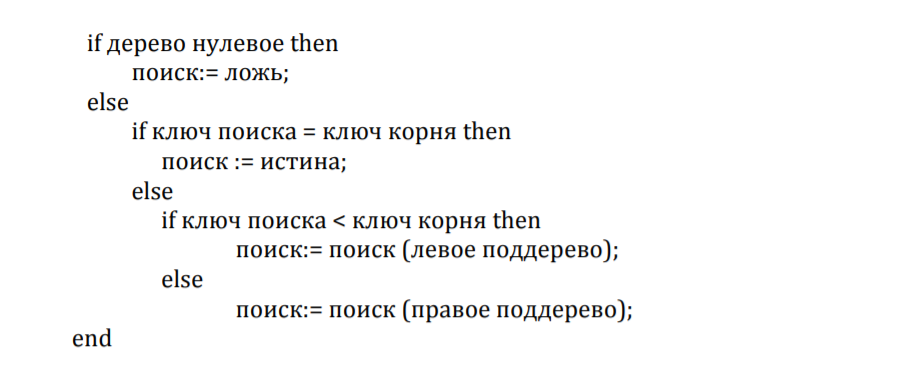 if дерево нулевое then
поиск:= ложь;
else
if ключ поиска = ключ корня then
поиск := истина;
else
if ключ поиска < ключ корня then
поиск:= поиск (левое поддерево);
else
поиск:= поиск (правое поддерево);
end